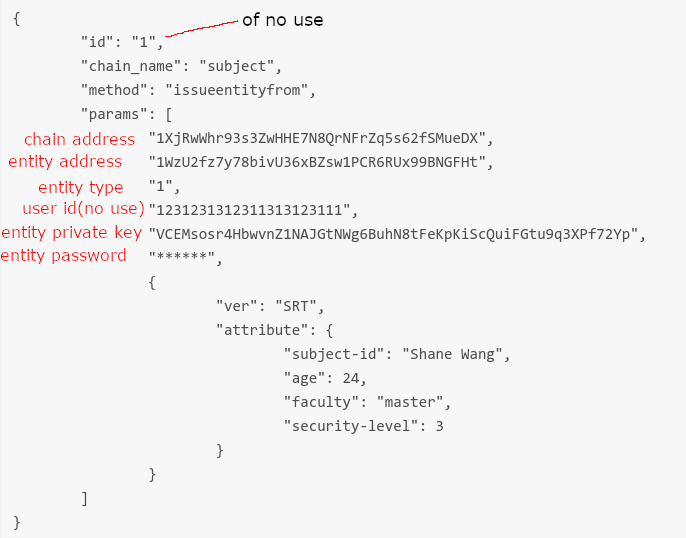 {
of no use
"id": "1",
"chain_name": "subject",
"method": "issueentityfrom",
"params": [
chain address "1XjRwWhr93s3ZwHHE7N8QrNFrZq5s62fSMueDX",
entity address "1WzU2fz7y78bivU36xBZsw1PCR6RUx99BNGFHt",
entity type "1",
user id(no use) "1231231312311313123111",
entity private key "VCEMsosr4HbwvnZ1NAJGtNWg6BuhN8tFeKpKiScQuiFGtu9q3XPf72Yp",
entity password "******",
{
"ver": "SRT",
"attribute": {
"subject-id": "Shane Wang",
"age": 24,
"faculty": "master",
"security-level": 3
}
}
]
}